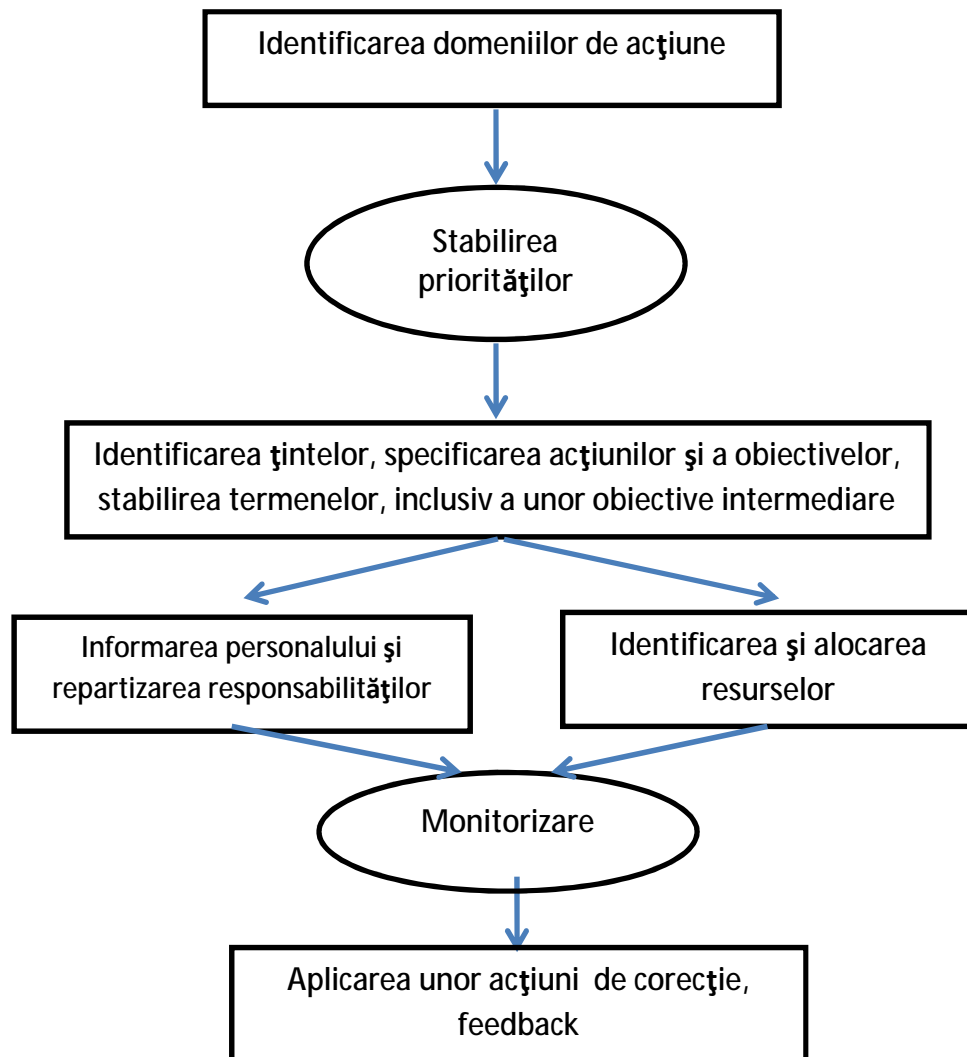 Identificarea domeniilor de acţiune
Stabilirea
priorităţilor
Identificarea ţintelor, specificarea acţiunilor şi a obiectivelor,
stabilirea termenelor, inclusiv a unor obiective intermediare
Informarea personalului şi
repartizarea responsabilităţilor
Identificarea şi alocarea
resurselor
Monitorizare
Aplicarea unor acţiuni de corecţie,
feedback